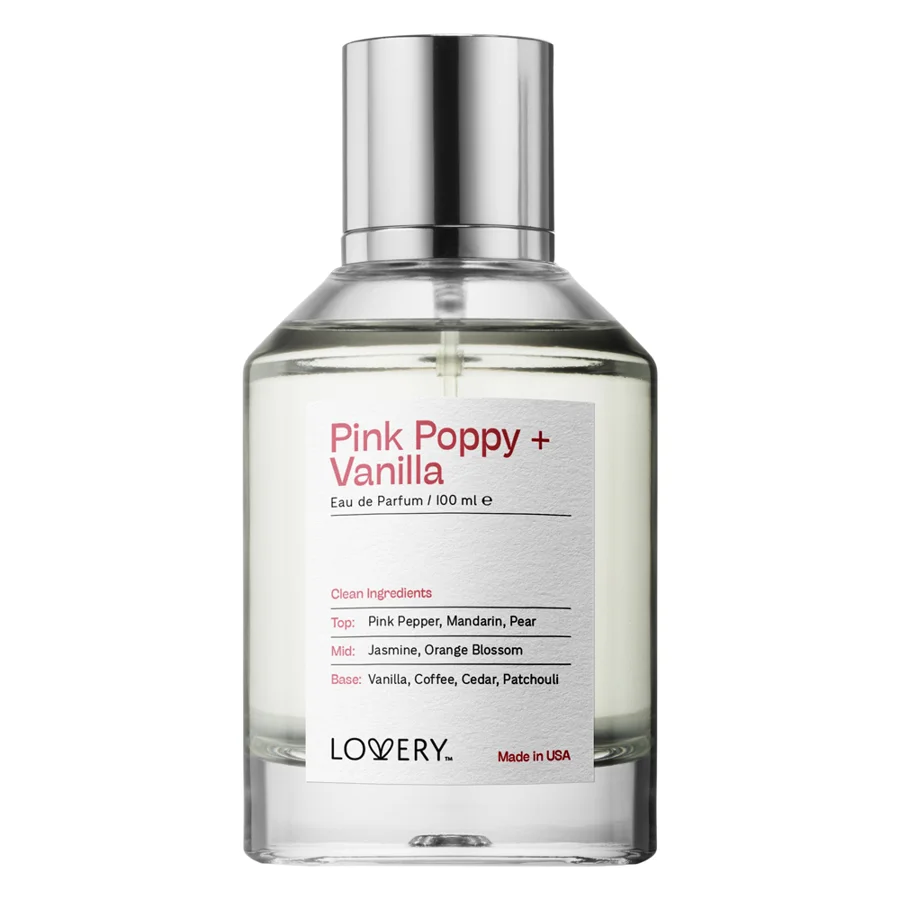 Pink Poppy +
Vanilla
Eau de Parfum / 100 ml ℮
Clean Ingredients
Top: Pink Pepper, Mandarin, Pear
Mid: Jasmine, Orange Blossom
Base: Vanilla, Coffee, Cedar, Patchouli
LOVERY™
Made in USA